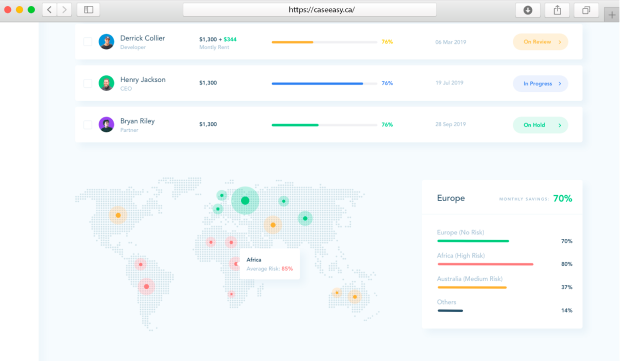 https://caseeasy.ca/
Derrick Collier
Developer
$1,300 + $344
Montly Rent
76%
06 Mar 2019
On Review
Henry Jackson
CEO
$1,300
76%
19 Jul 2019
In Progress
Bryan Riley
Partner
$1,300
76%
28 Sep 2019
On Hold
Africa
Average Risk: 85%
Europe
MONTHLY SAVINGS: 70%
Europe (No Risk)
70%
Africa (High Risk)
80%
Australia (Medium Risk)
37%
Others
14%